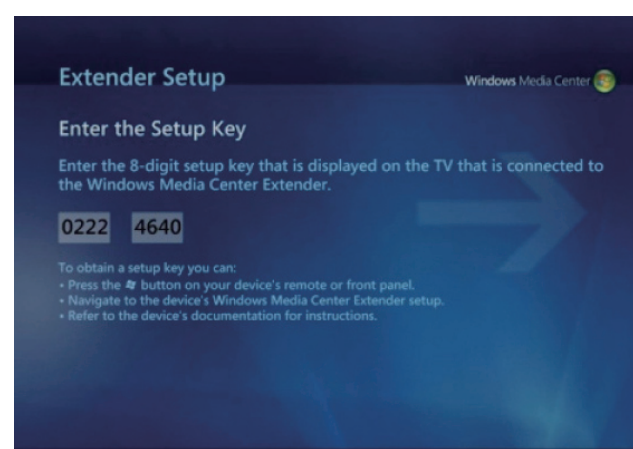 Extender Setup
Windows Media Center
Enter the Setup Key
Enter the 8-digit setup key that is displayed on the TV that is connected to
the Windows Media Center Extender.
0222 4640
To obtain a setup key you can:
• Press the button on your device's remote or front panel.
• Navigate to the device's Windows Media Center Extender setup.
• Refer to the device's documentation for instructions.